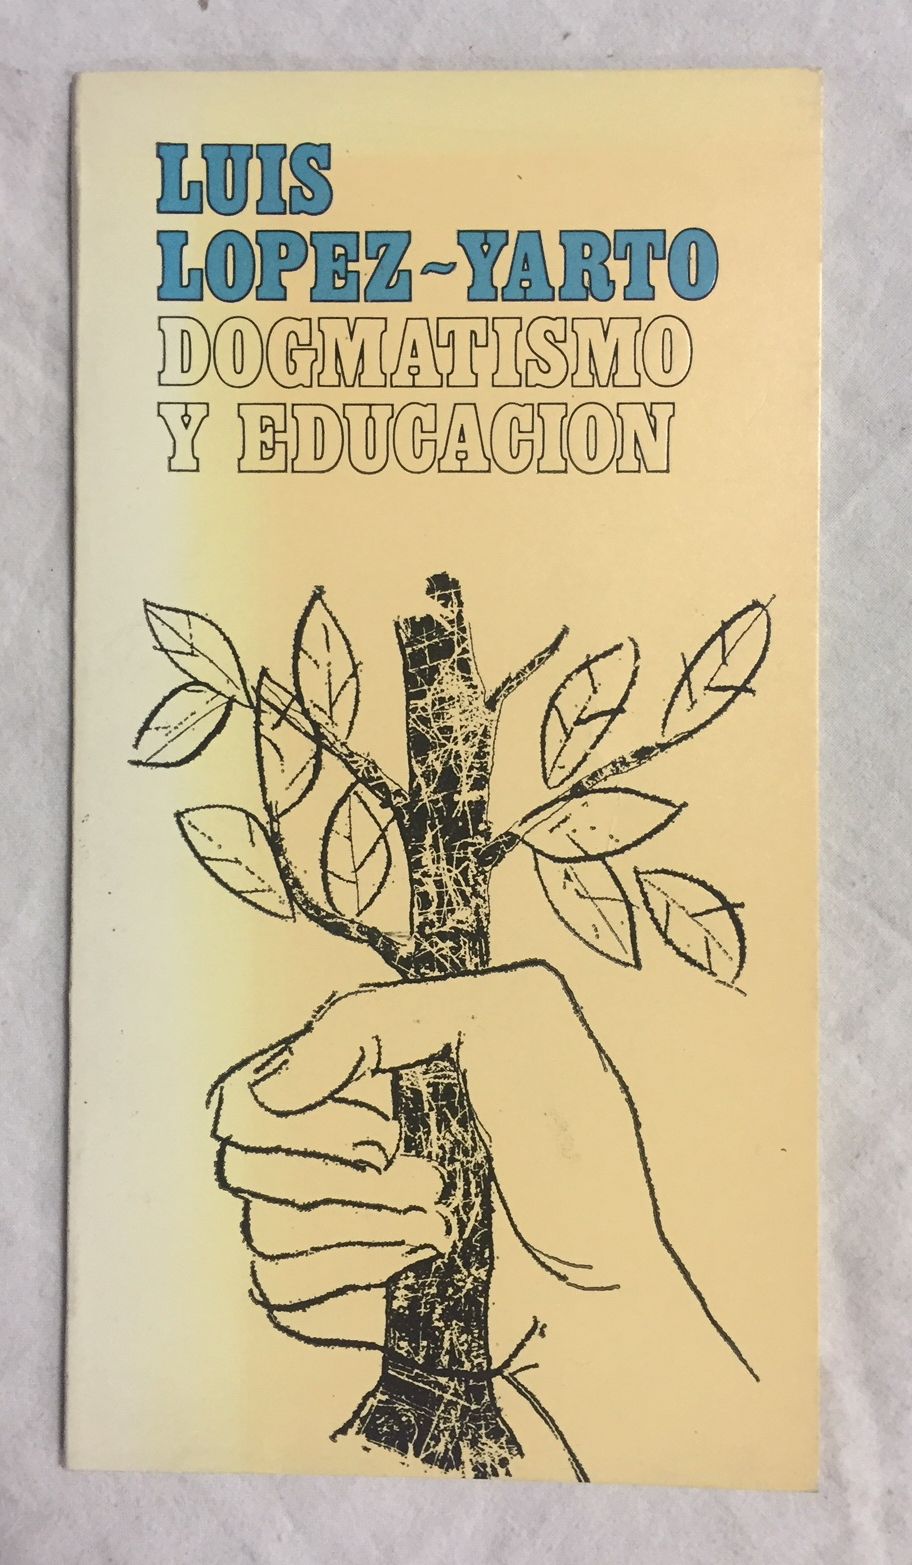 LUIS
LOPEZ~YARTO
DOGMATISMO
Y EDUCACION